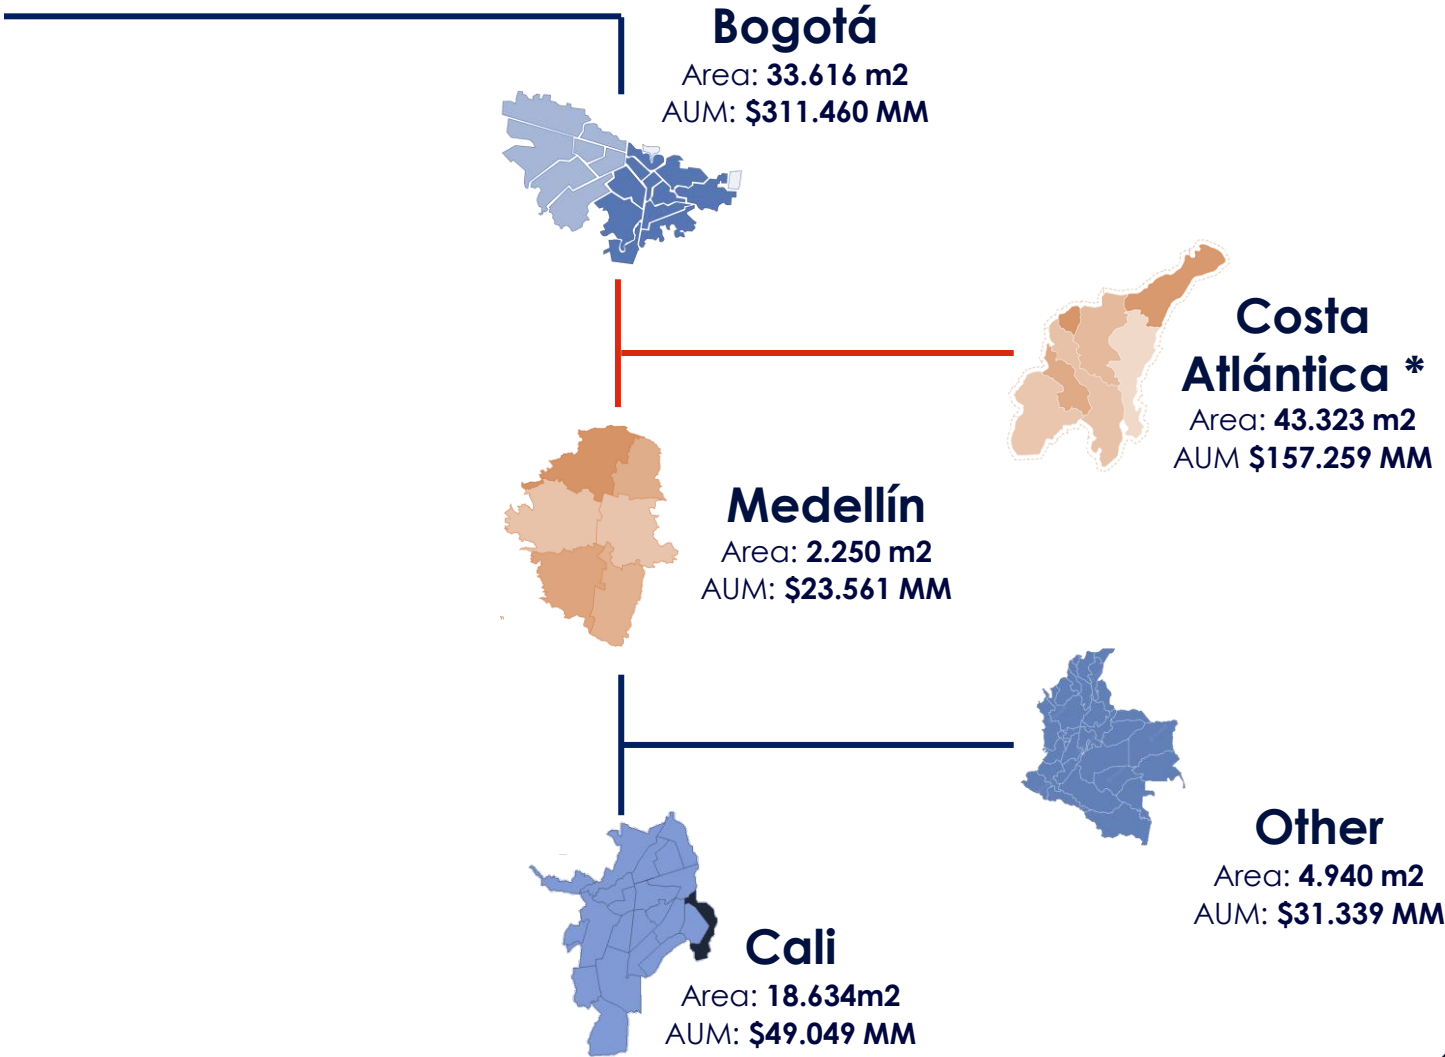 Bogotá
Area: 33.616 m2
AUM: $311.460 MM
Costa
Atlántica *
Area: 43.323 m2
AUM $157.259 MM
Medellín
Area: 2.250 m2
AUM: $23.561 MM
Other
Area: 4.940 m2
AUM: $31.339 MM
Cali
Area: 18.634m2
AUM: $49.049 MM